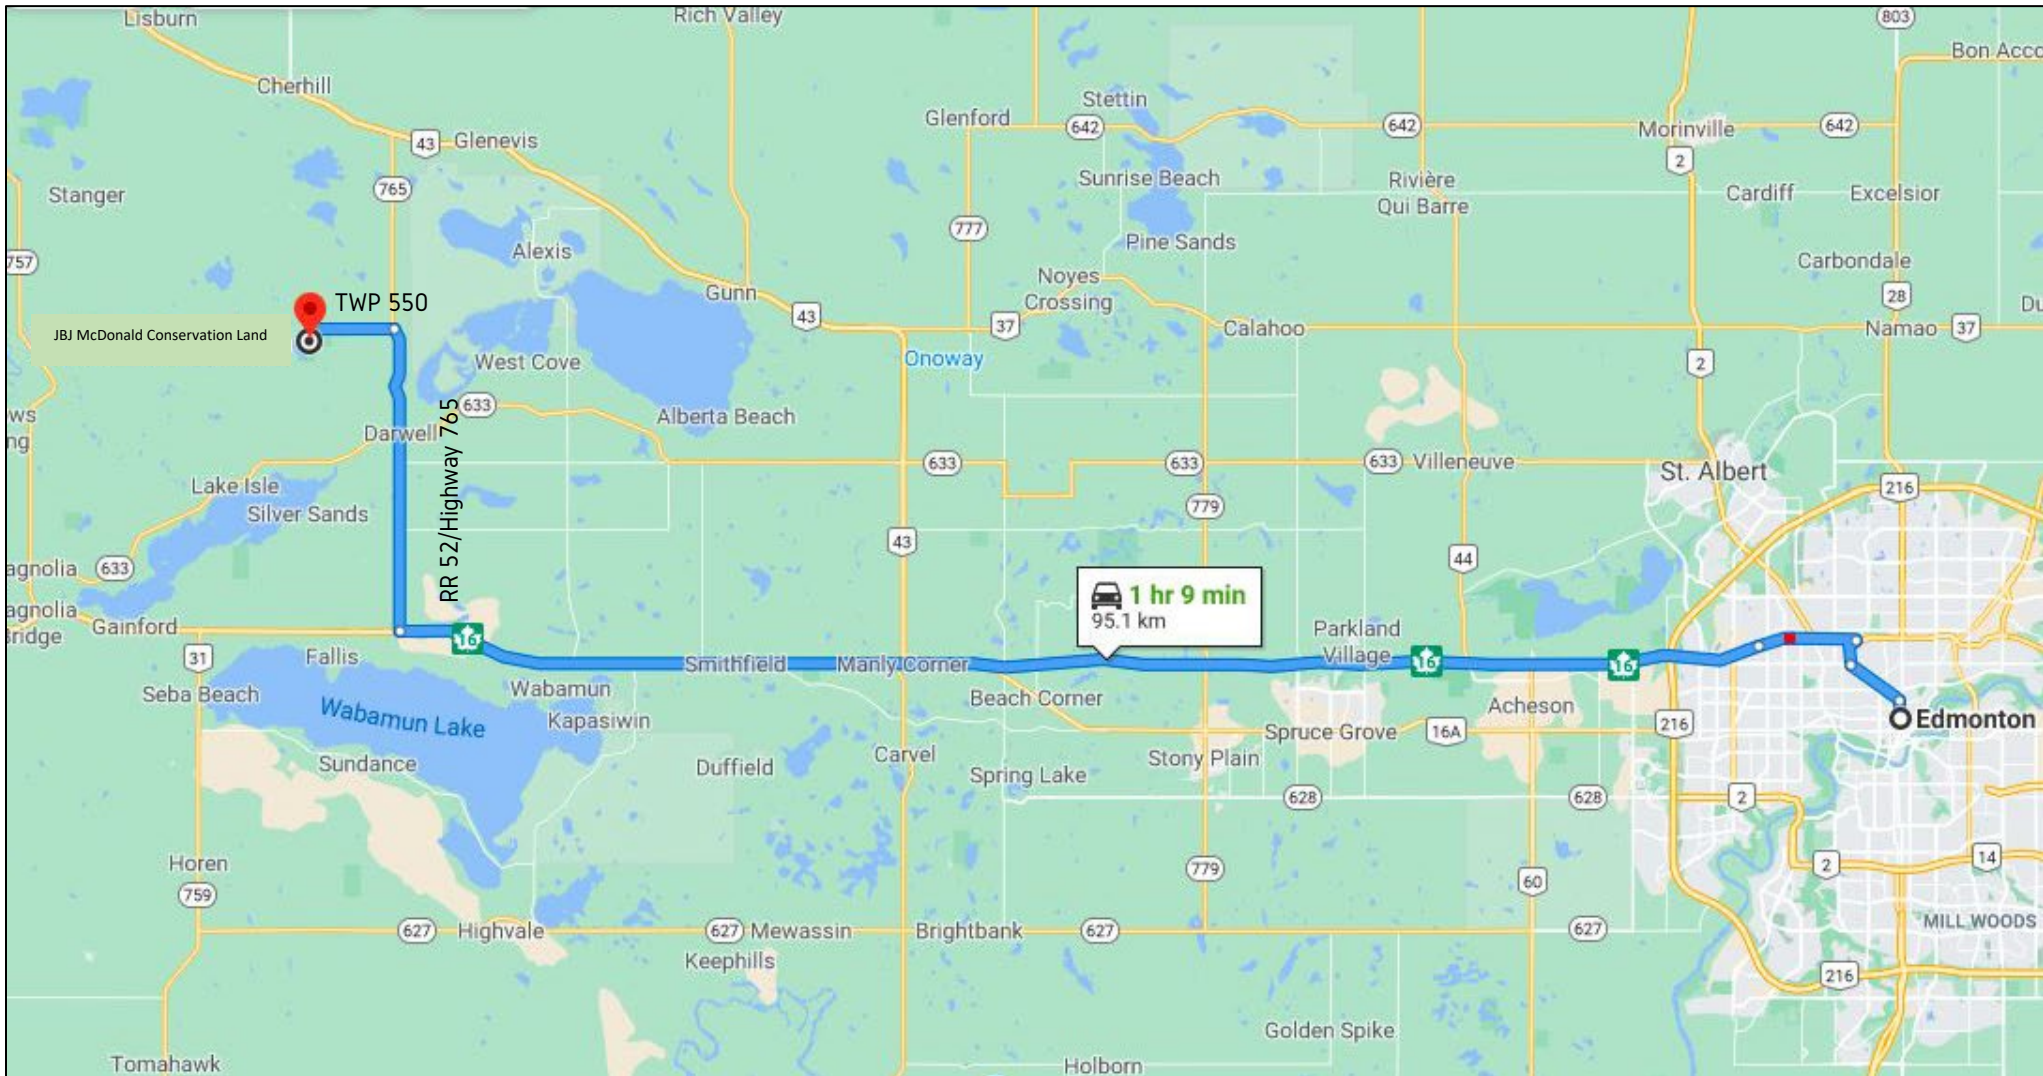 Lisburn
Rich Valley
803
Bon Acco
Cherhill
Stettin
Glenford
642
642
Morinville
642
43
Glenevis
2
765
Stanger
Sunrise Beach
Rivière
Qui Barre
Cardiff
Excelsior
777
Alexis
Pine Sands
757
Carbondale
Noyes
Crossing
Gunn
28
Du
TWP 550
43
37
Calahoo
Namao
37
JBJ McDonald Conservation Land
West Cove
Onoway
2
633
ws
ng
Alberta Beach
Darwell
RR 52/Highway 765
633
633
633
Villeneuve
St. Albert
Lake Isle
216
Silver Sands
779
43
44
agnolia
633
1 hr 9 min
95.1 km
agnolia
Bridge
Gainford
Parkland
Village
16
31
Fallis
Smithfield
Manly Corner
16
16
Seba Beach
Wabamun
Beach Corner
Wabamun Lake
Kapasiwin
Acheson
216
Edmonton
Spruce Grove
16A
Sundance
Duffield
Carvel
Spring Lake
Stony Plain
628
628
2
Horen
779
2
14
759
60
627
Highvale
627
Mewassin
Brightbank
627
627
MILL WOODS
Keephills
216
Golden Spike
Tomahawk
Holborn